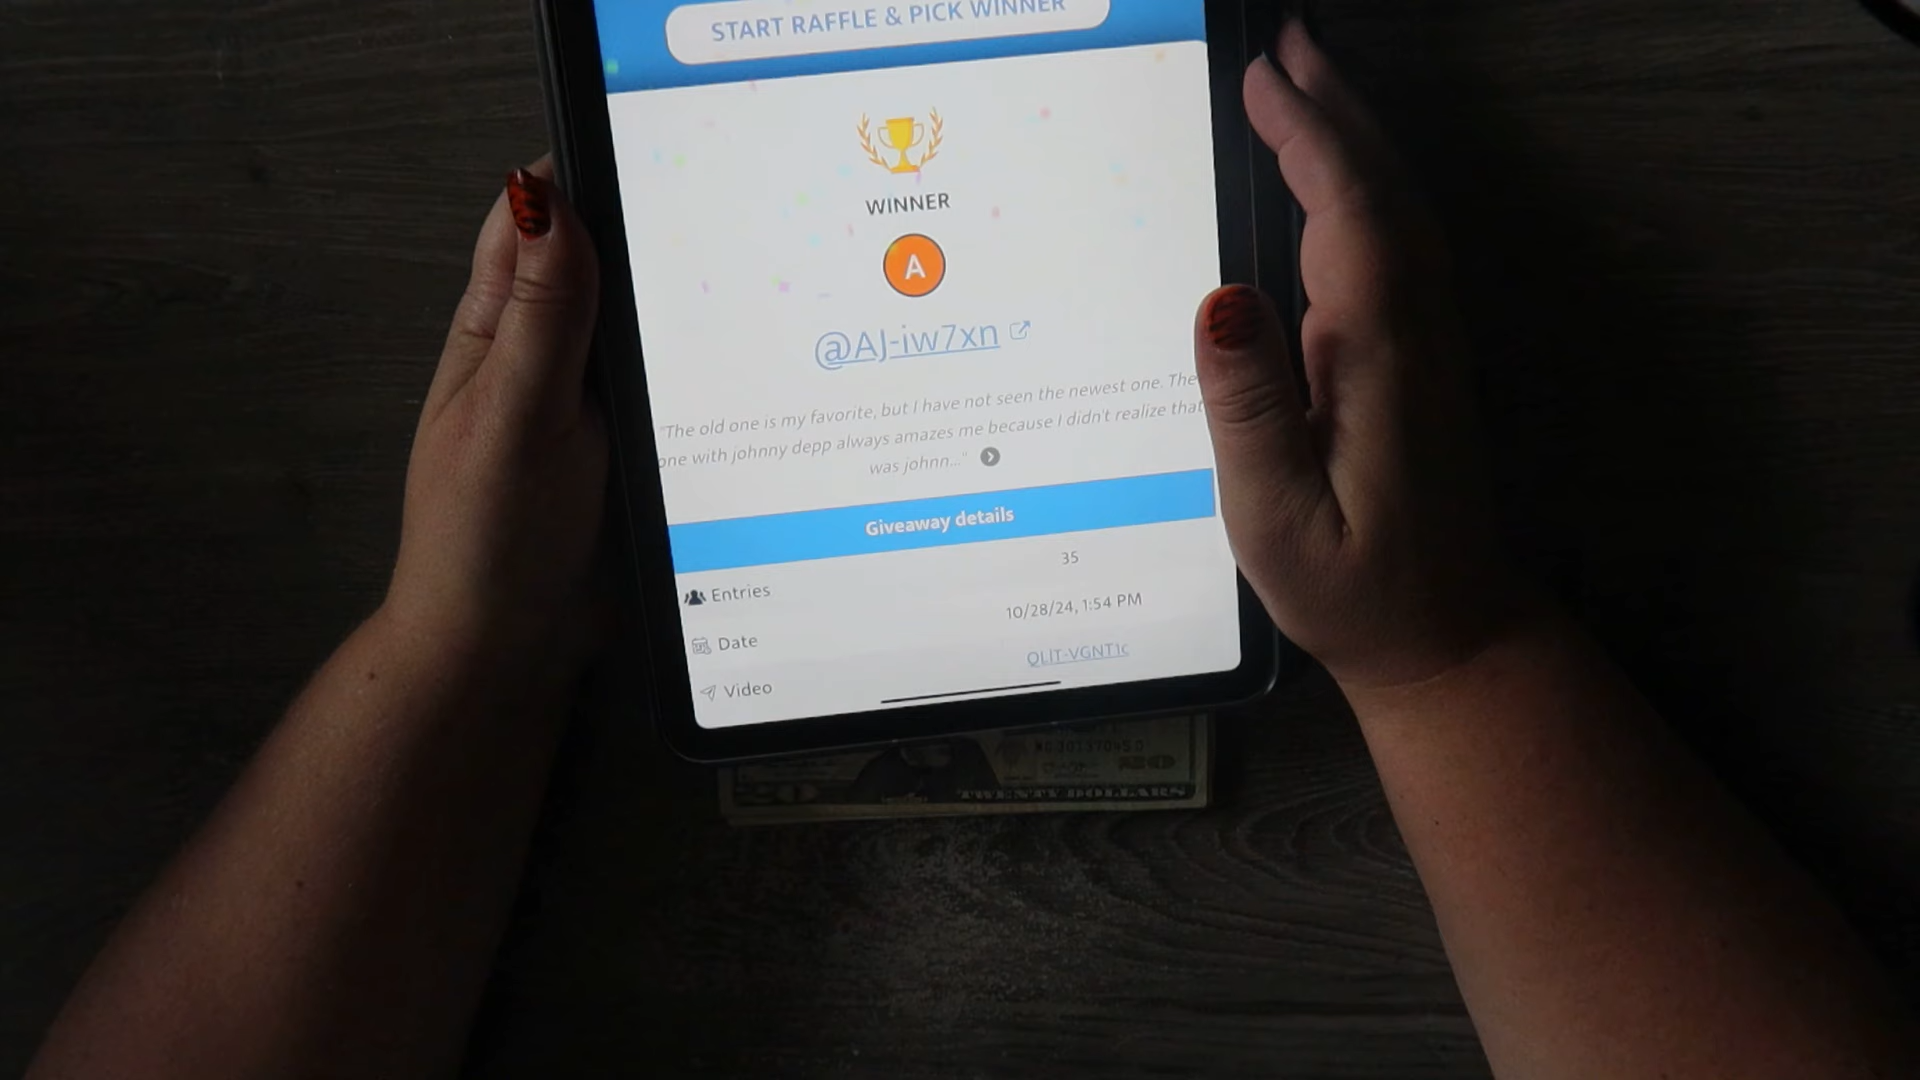 START RAFFLE & PICK WINNER
WINNER
A
@AJ-iw7xn
"The old one is my favorite, but I have not seen the newest one. The
one with johnny depp always amazes me because I didn't realize that
was johnn..."
Giveaway details
Entries 35
Date 10/28/24, 1:54 PM
Video QLIT-VGNT1c
TWENTY DOLLARS